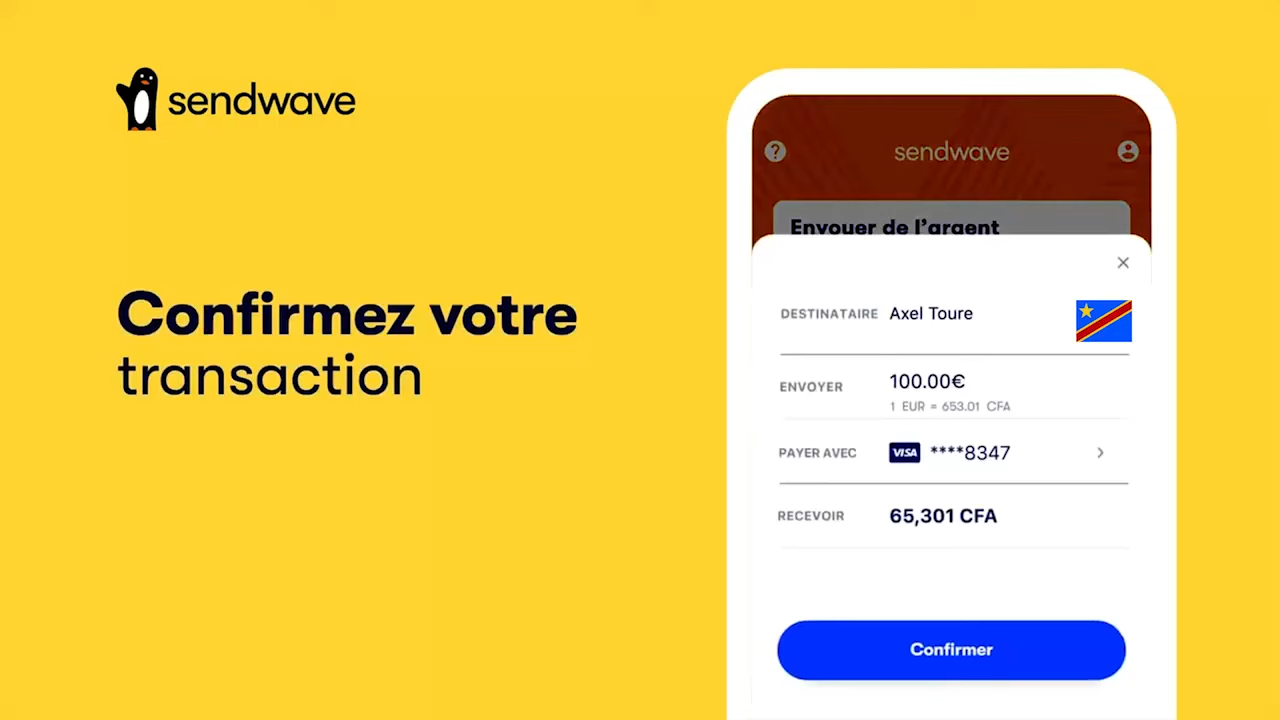 sendwave
Confirmez votre
transaction
sendwave
Envoyer de l'argent
DESTINATAIRE Axel Toure
ENVOYER 100.00€
1 EUR = 653.01 CFA
PAYER AVEC VISA ****8347
RECEVOIR 65,301 CFA
Confirmer